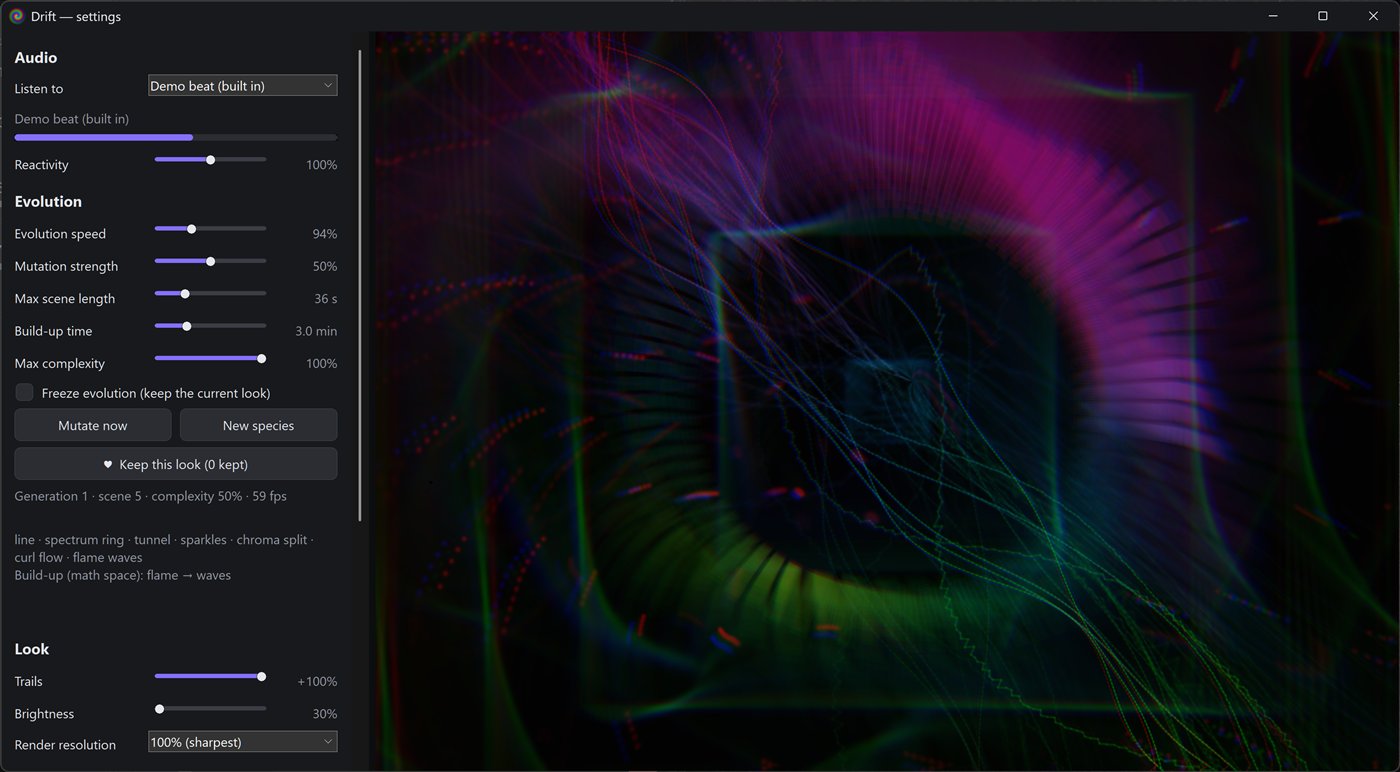 Drift — settings
Audio
Listen to
Demo beat (built in)
Demo beat (built in)
Reactivity
100%
Evolution
Evolution speed
94%
Mutation strength
50%
Max scene length
36 s
Build-up time
3.0 min
Max complexity
100%
Freeze evolution (keep the current look)
Mutate now
New species
♥ Keep this look (0 kept)
Generation 1 · scene 5 · complexity 50% · 59 fps
line · spectrum ring · tunnel · sparkles · chroma split ·
curl flow · flame waves
Build-up (math space): flame → waves
Look
Trails
+100%
Brightness
30%
Render resolution
100% (sharpest)